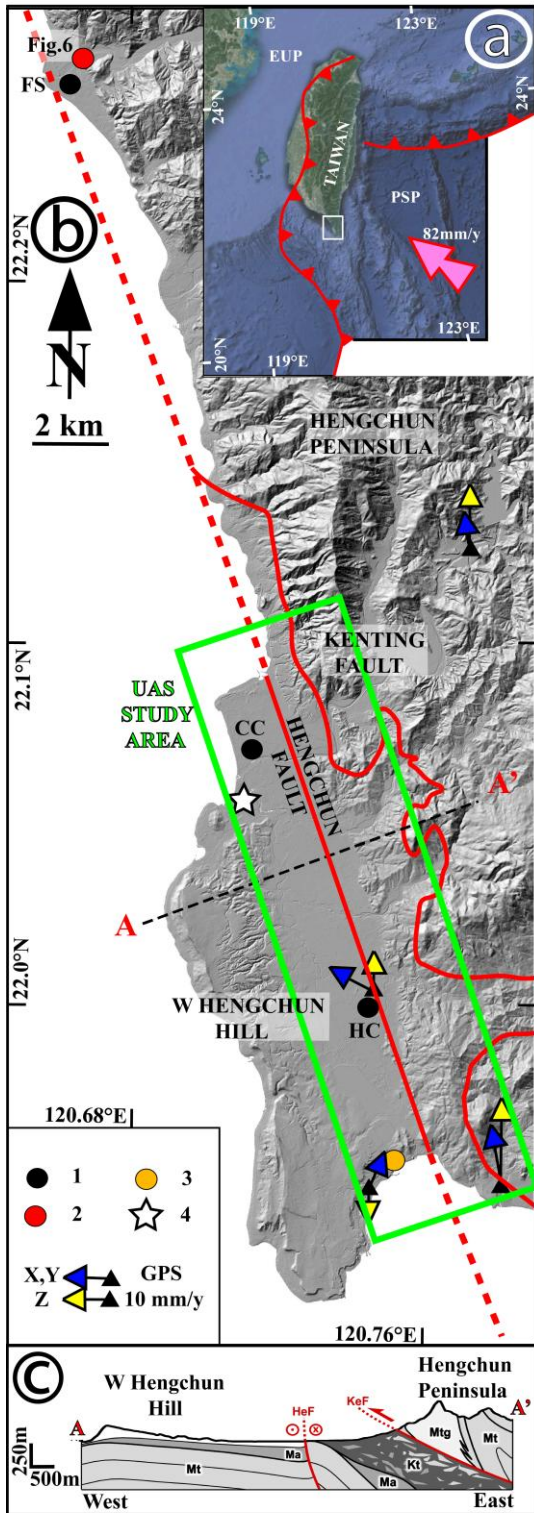 119°E
123°E
a
EUP
24°N
24°N
TAIWAN
PSP
82mm/y
123°E
20°N
119°E
Fig.6
FS
22.2°N
b
N
2 km
HENGCHUN
PENINSULA
22.1°N
KENTING
FAULT
UAS
STUDY
AREA
CC
HENGCHUN
FAULT
A'
A
22.0°N
W HENGCHUN
HILL
HC
120.68°E
1
3
2
4
X,Y
GPS
Z
10 mm/y
120.76°E
C
W Hengchun
Hill
Hengchun
Peninsula
A
HeF
KeF
A'
250m
500m
Mt
Ma
Ma
Kt
Mtg
Mt
West
East